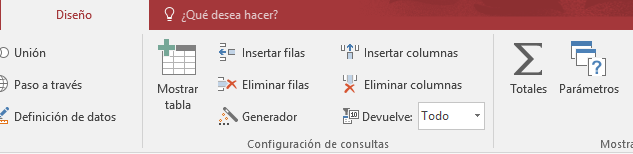 Diseño
¿Qué desea hacer?
Unión
Paso a través
Definición de datos
Mostrar
tabla
Insertar filas
Eliminar filas
Generador
Insertar columnas
Eliminar columnas
Devuelve: Todo
Configuración de consultas
Totales
Parámetros